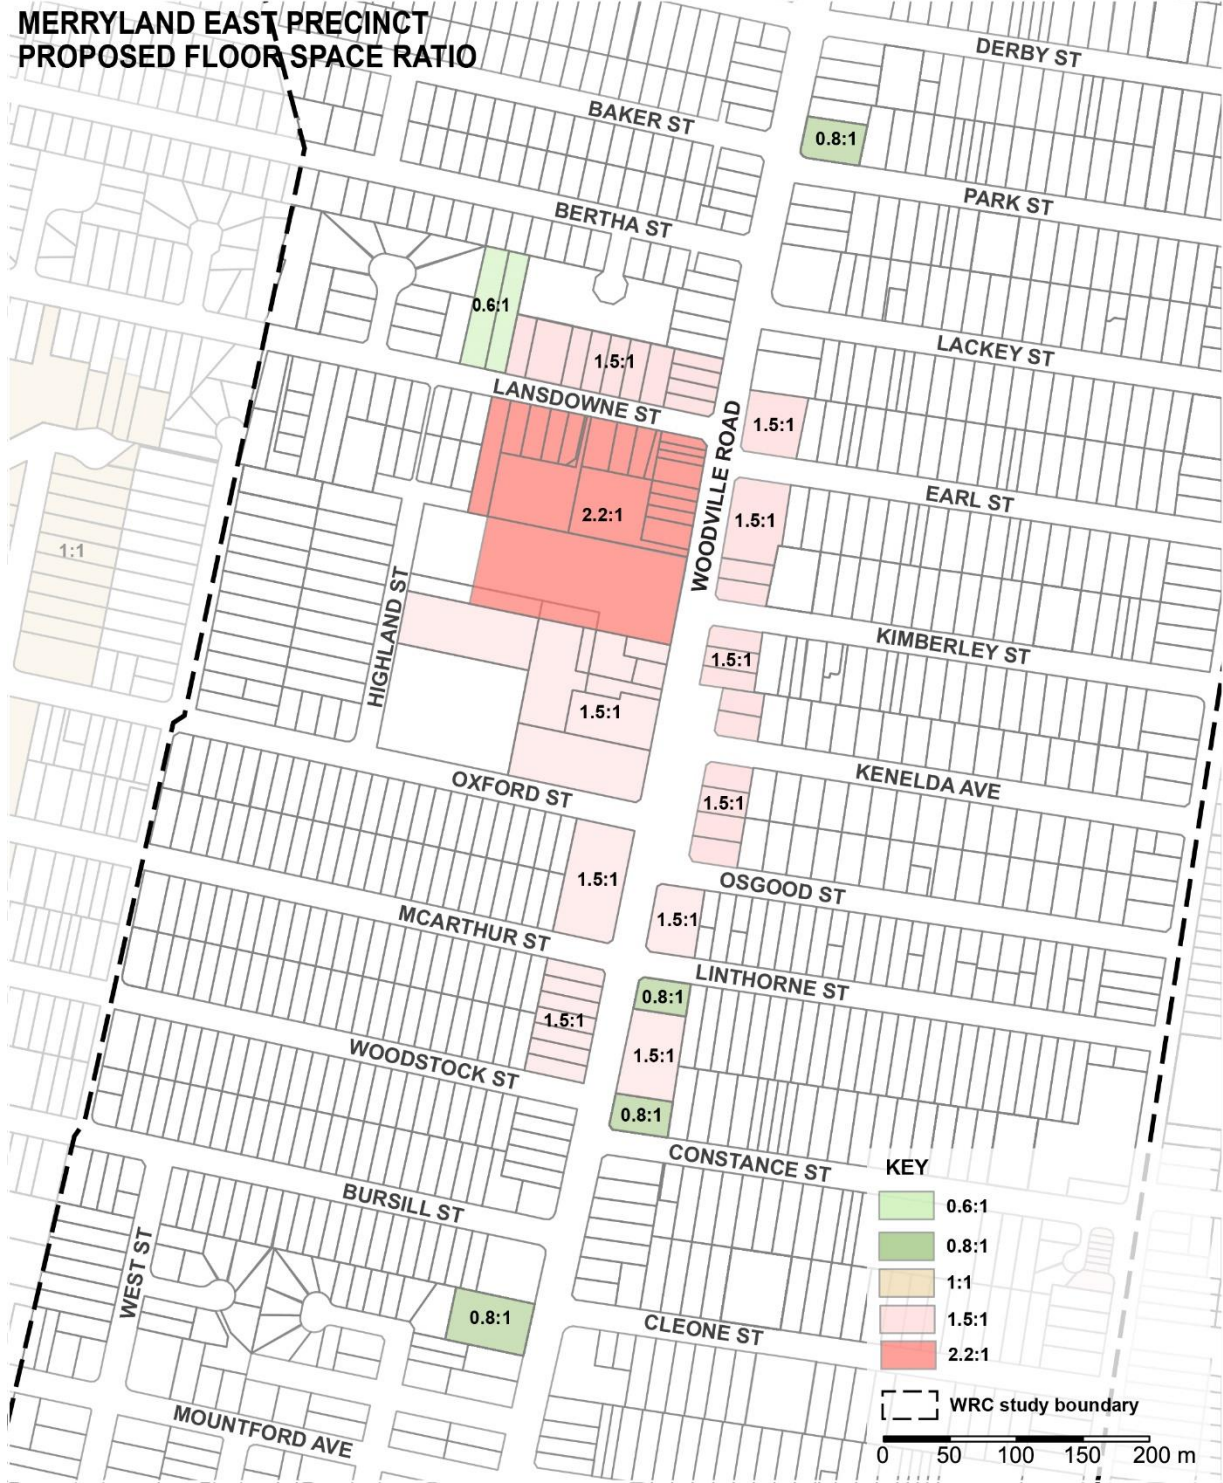 MERRYLAND EAST PRECINCT
PROPOSED FLOOR SPACE RATIO
DERBY ST
BAKER ST
0.8:1
PARK ST
BERTHA ST
0.6:1
LACKEY ST
1.5:1
LANSDOWNE ST
WOODVILLE ROAD
1.5:1
EARL ST
2.2:1
1.5:1
1:1
HIGHLAND ST
KIMBERLEY ST
1.5:1
1.5:1
OXFORD ST
KENELDA AVE
1.5:1
1.5:1
OSGOOD ST
MCARTHUR ST
1.5:1
LINTHORNE ST
0.8:1
1.5:1
WOODSTOCK ST
1.5:1
0.8:1
CONSTANCE ST
BURSILL ST
WEST ST
0.8:1
CLEONE ST
MOUNTFORD AVE
KEY
0.6:1
0.8:1
1:1
1.5:1
2.2:1
WRC study boundary
0 50 100 150 200 m